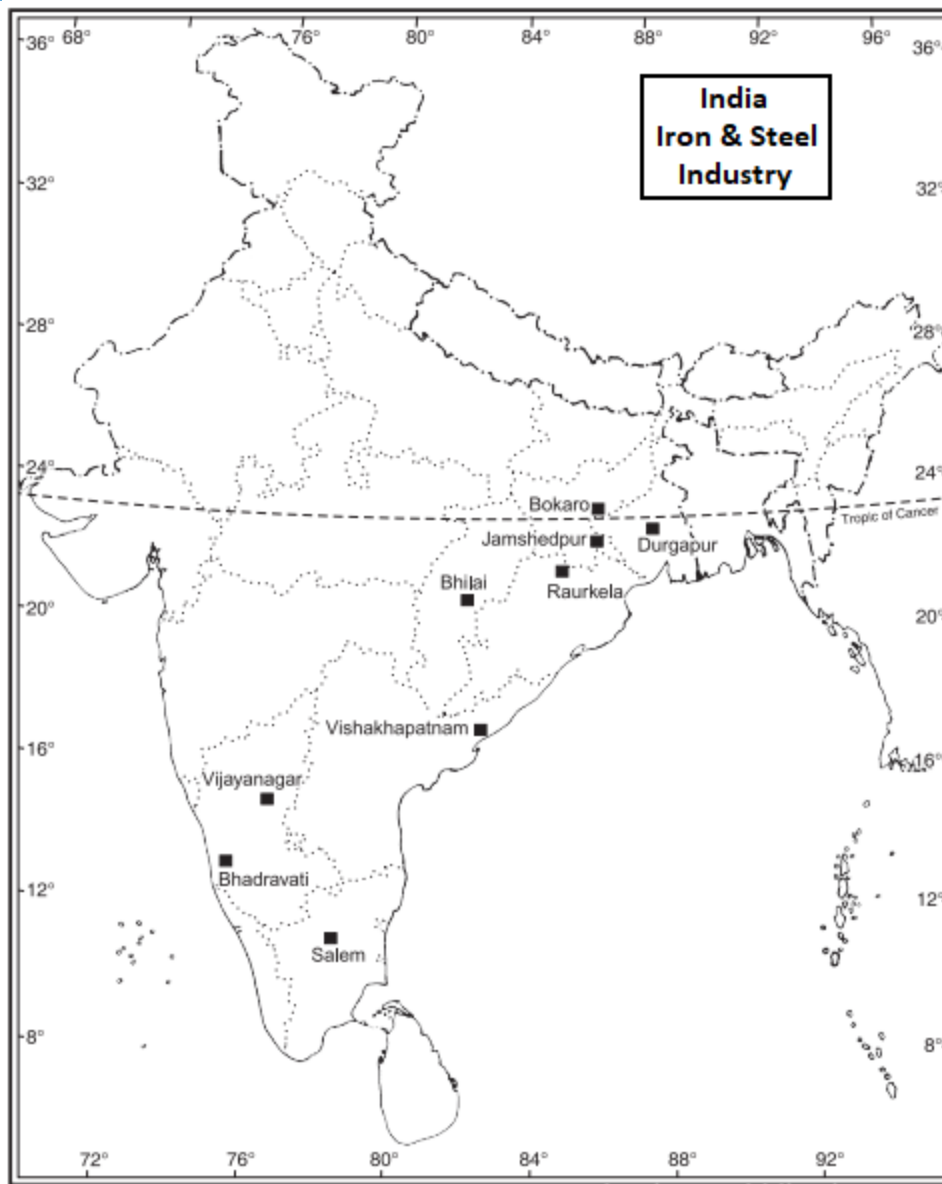 68° 76° 80° 84° 88° 92° 96°
36° 36°
India
Iron & Steel
Industry
32° 32°
28° 28°
24° 24°
Bokaro
Tropic of Cancer
Jamshedpur
Durgapur
Bhilai
Raurkela
20° 20°
Vishakhapatnam
16° 16°
Vijayanagar
Bhadravati
12° 12°
Salem
8° 8°
72° 76° 80° 84° 88° 92°